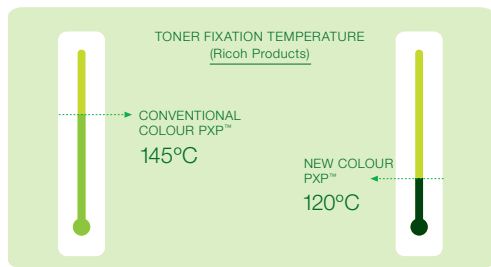 TONER FIXATION TEMPERATURE
(Ricoh Products)
CONVENTIONAL
COLOUR PXP™
145ºC
NEW COLOUR
PXP™
120ºC